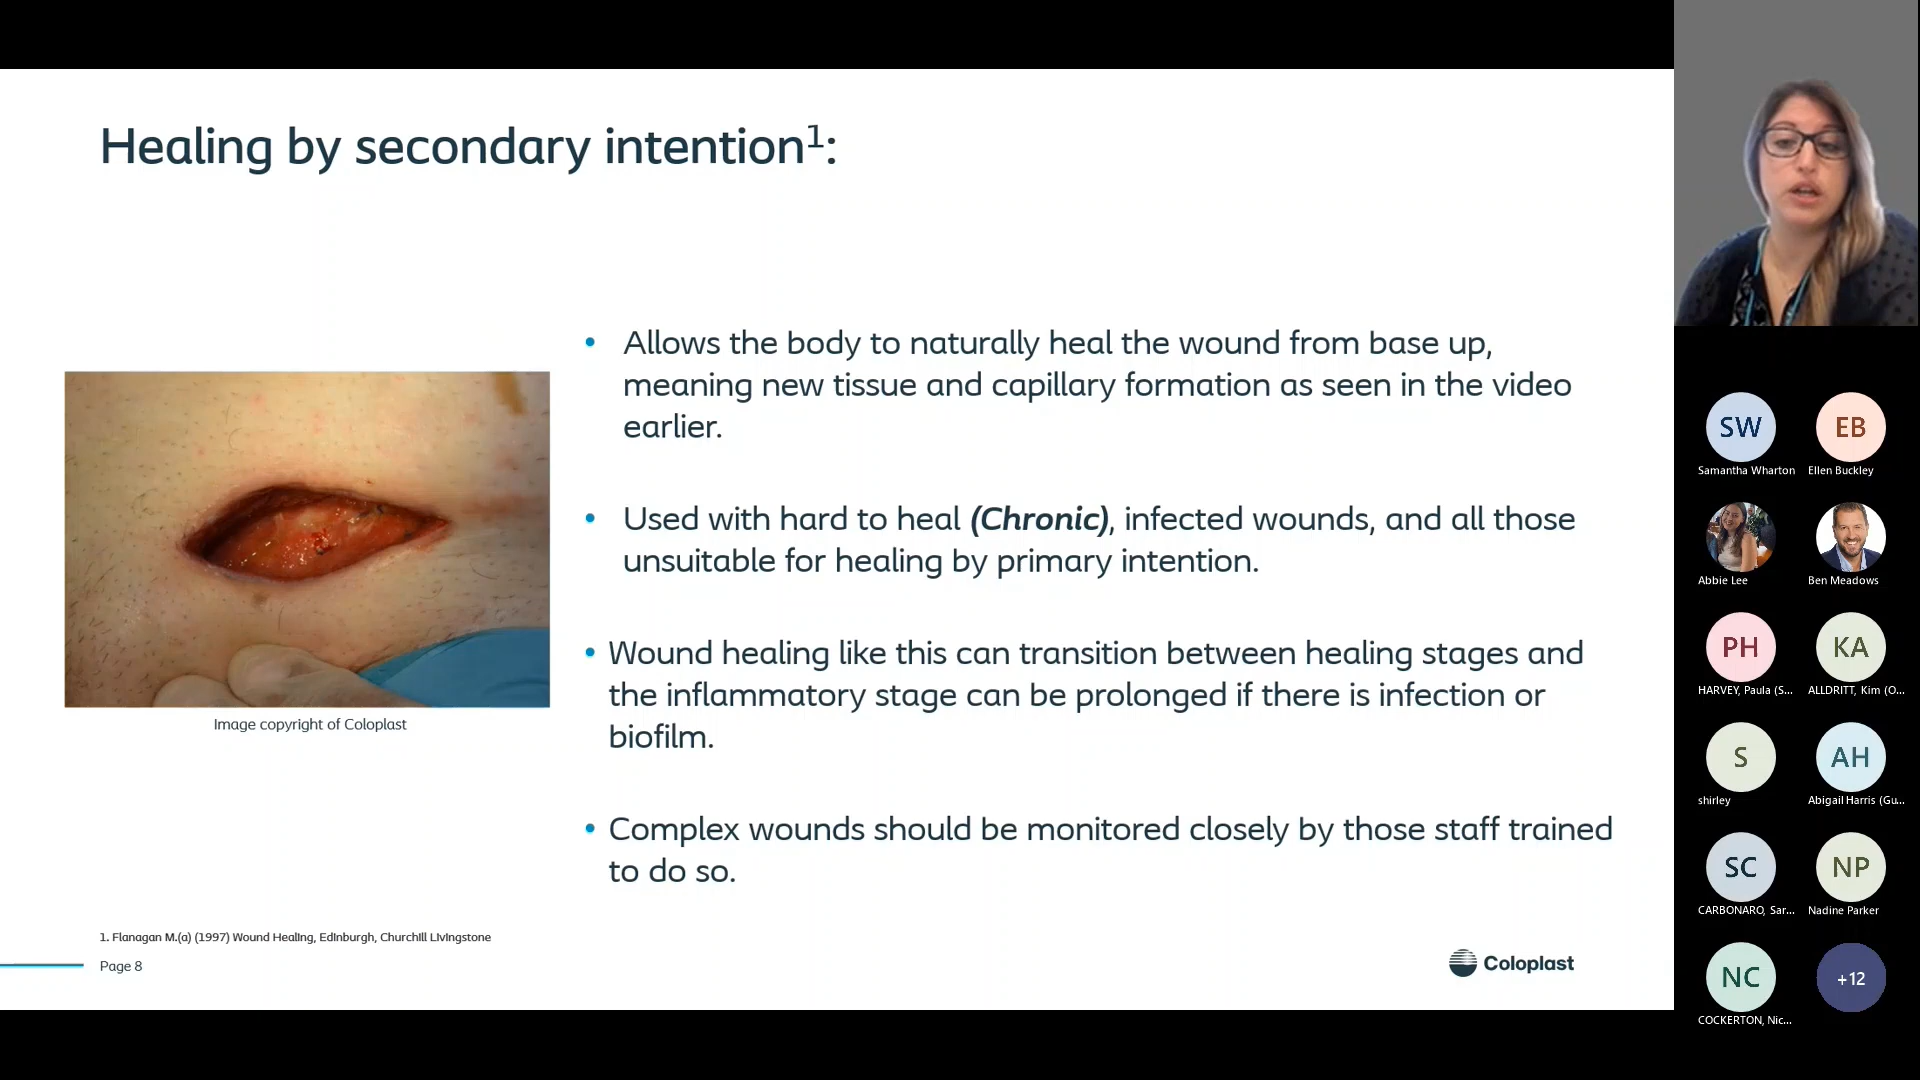 Healing by secondary intention¹:
• Allows the body to naturally heal the wound from base up,
meaning new tissue and capillary formation as seen in the video
earlier.
• Used with hard to heal (Chronic), infected wounds, and all those
unsuitable for healing by primary intention.
• Wound healing like this can transition between healing stages and
the inflammatory stage can be prolonged if there is infection or
biofilm.
• Complex wounds should be monitored closely by those staff trained
to do so.
Image copyright of Coloplast
1. Flanagan M.(a) (1997) Wound Healing, Edinburgh, Churchill Livingstone
Page 8
Coloplast
SW
Samantha Wharton
EB
Ellen Buckley
Abbie Lee
Ben Meadows
PH
HARVEY, Paula (S...
KA
ALLDRITT, Kim (O...
S
shirley
AH
Abigail Harris (Gu...
SC
CARBONARO, Sar...
NP
Nadine Parker
NC
COCKERTON, Nic...
+12